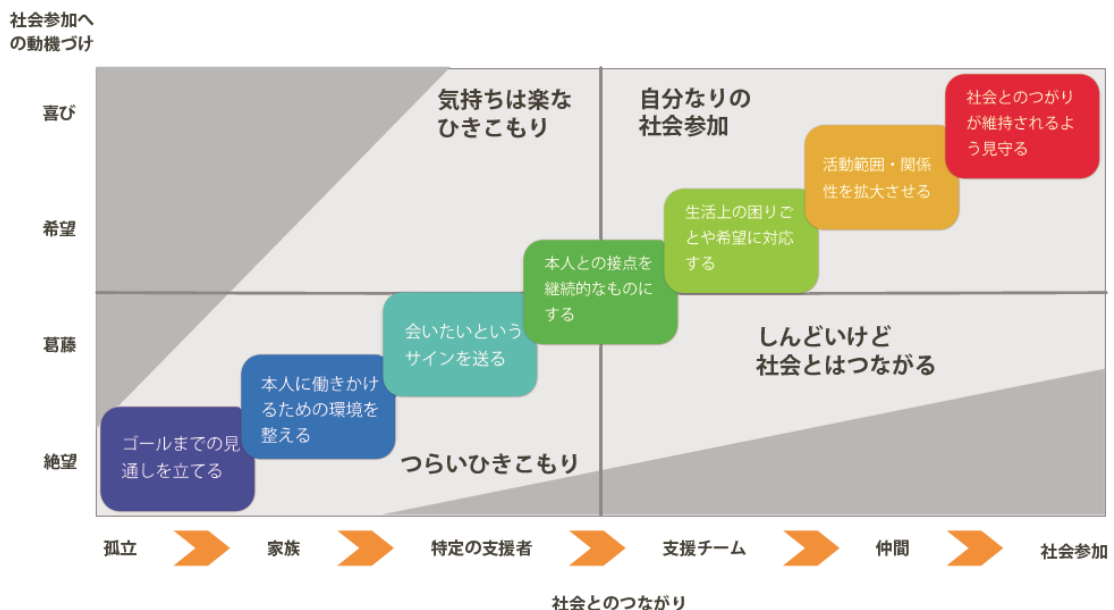 社会参加へ
の動機づけ
喜び
希望
葛藤
絶望
気持ちは楽な
ひきこもり
自分なりの
社会参加
社会とのつがり
が維持されるよ
う見守る
活動範囲・関係
性を拡大させる
生活上の困りご
とや希望に対応
する
本人との接点を
継続的なものに
する
会いたいという
サインを送る
本人に働きかけ
るための環境を
整える
ゴールまでの見
通しを立てる
しんどいけど
社会とはつながる
つらいひきこもり
孤立
家族
特定の支援者
支援チーム
仲間
社会参加
社会とのつながり